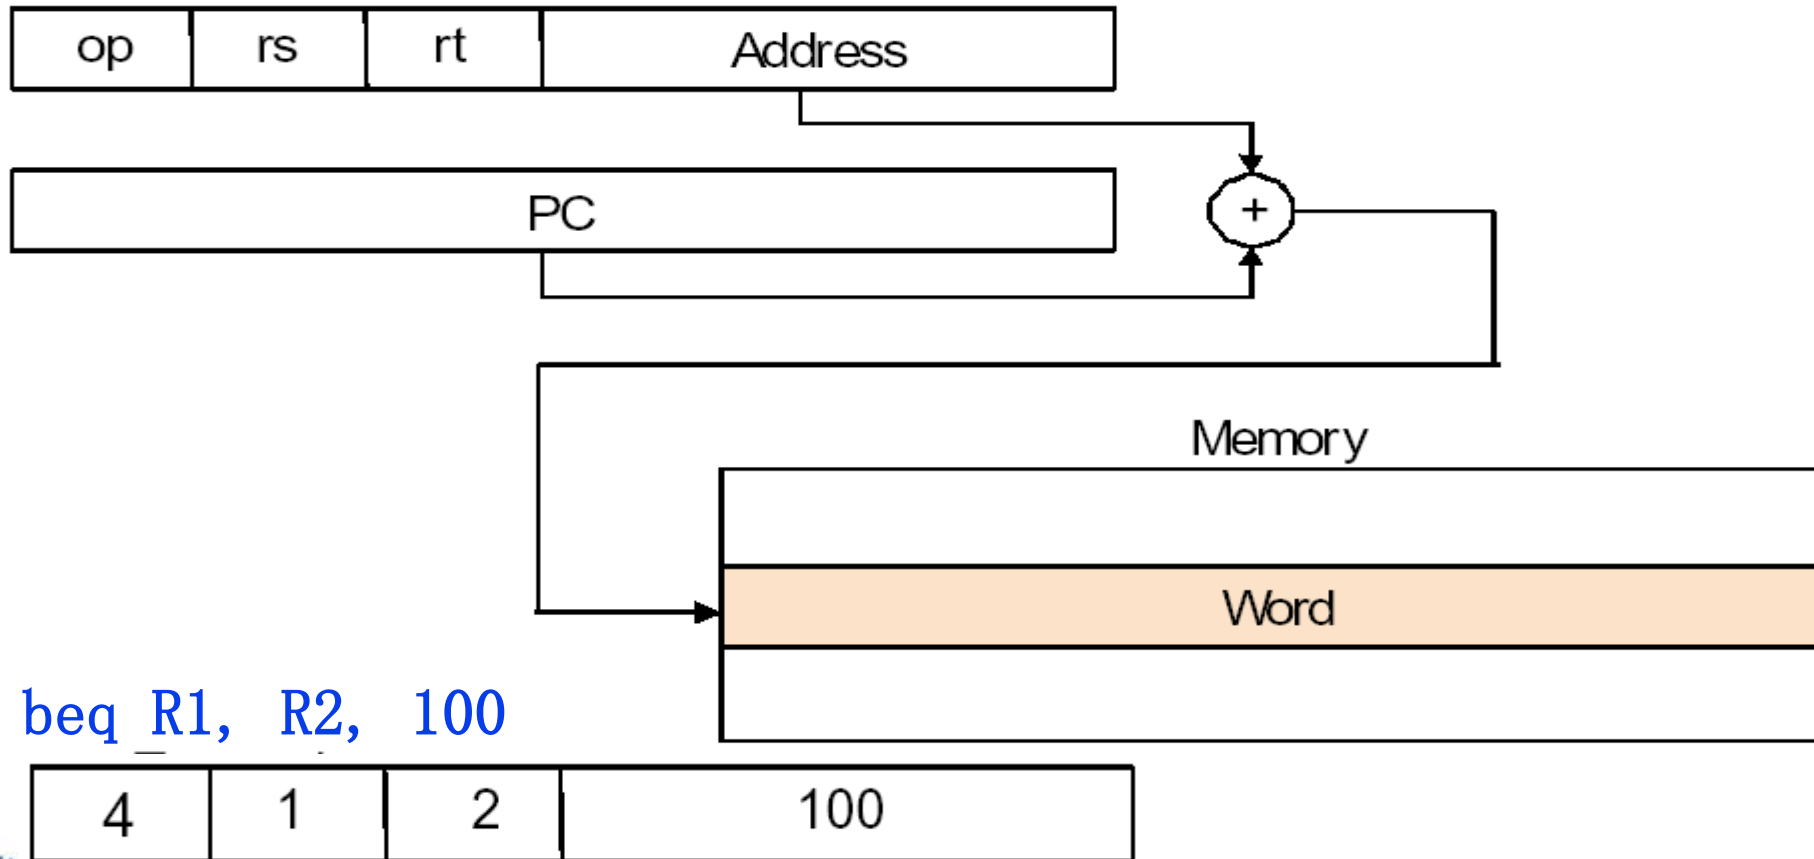 op rs rt Address
PC
+
Memory
Word
beq R1, R2, 100
4 1 2 100